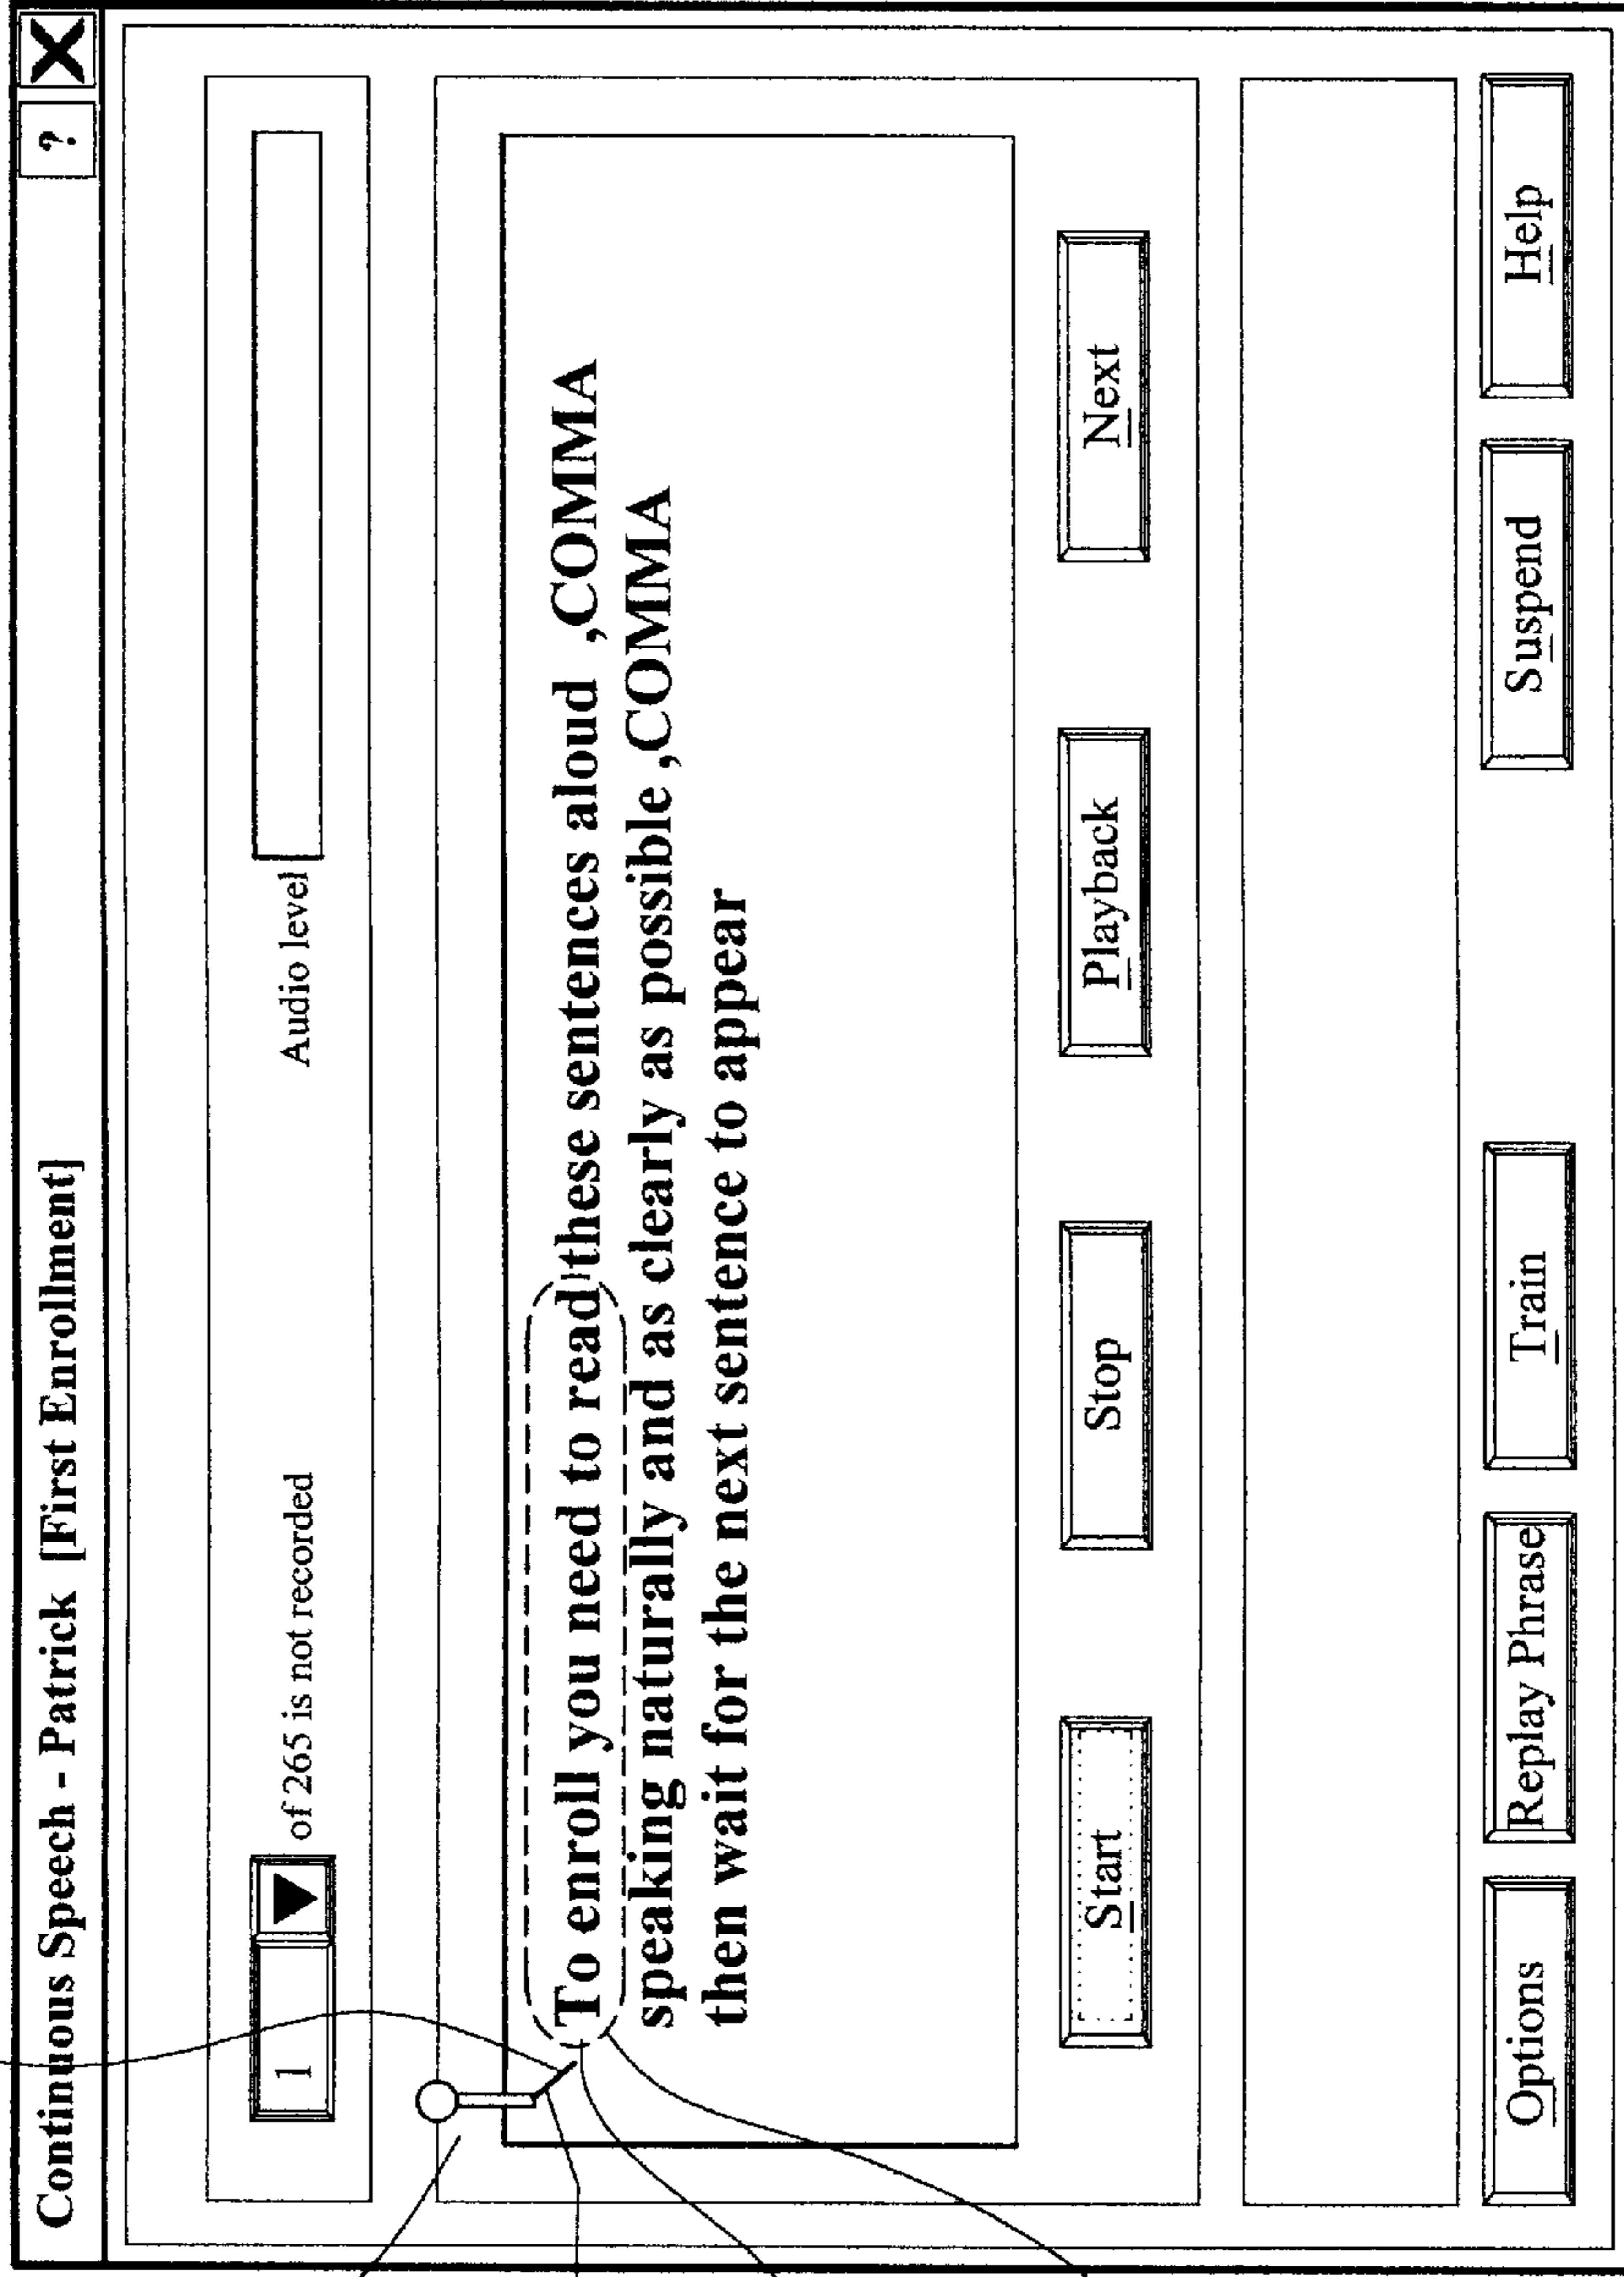 Continuous Speech - Patrick [First Enrollment]
?
1 of 265 is not recorded
Audio level
To enroll you need to read these sentences aloud ,COMMA
speaking naturally and as clearly as possible ,COMMA
then wait for the next sentence to appear
Start
Stop
Playback
Next
Options
Replay Phrase
Train
Suspend
Help